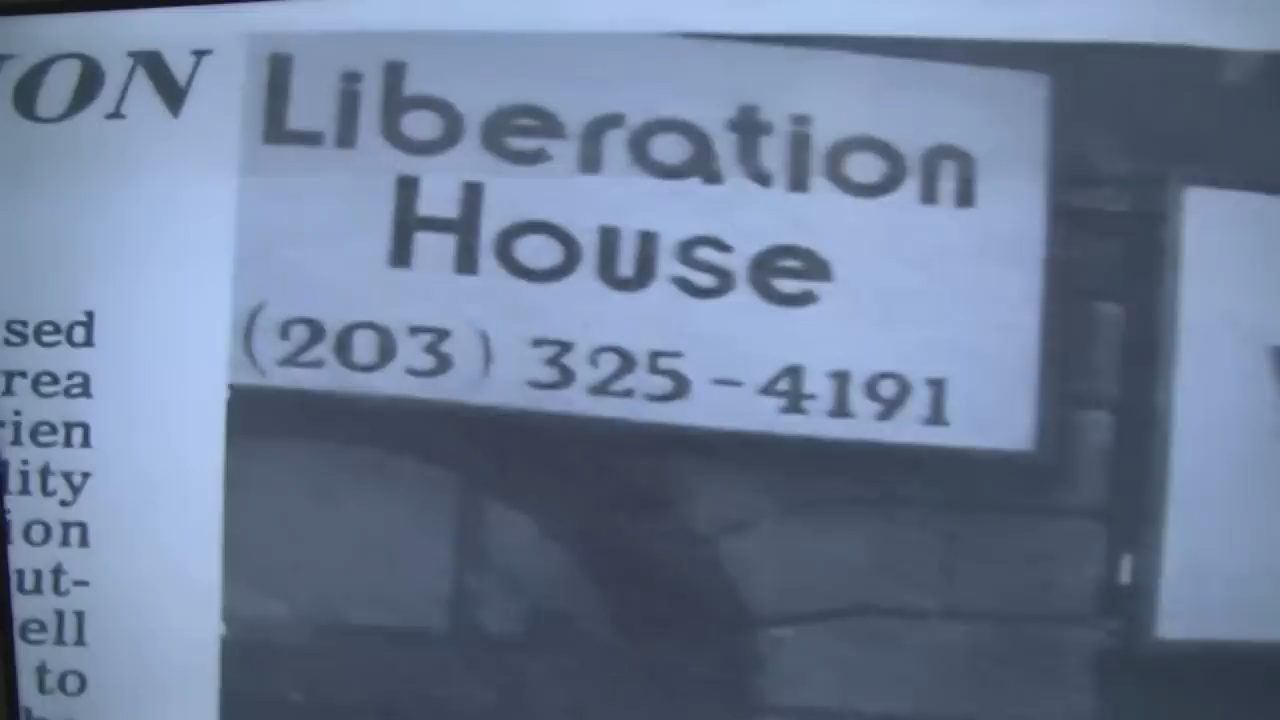 ON
Liberation
House
(203) 325-4191
sed
rea
rien
lity
ion
ut-
ell
to